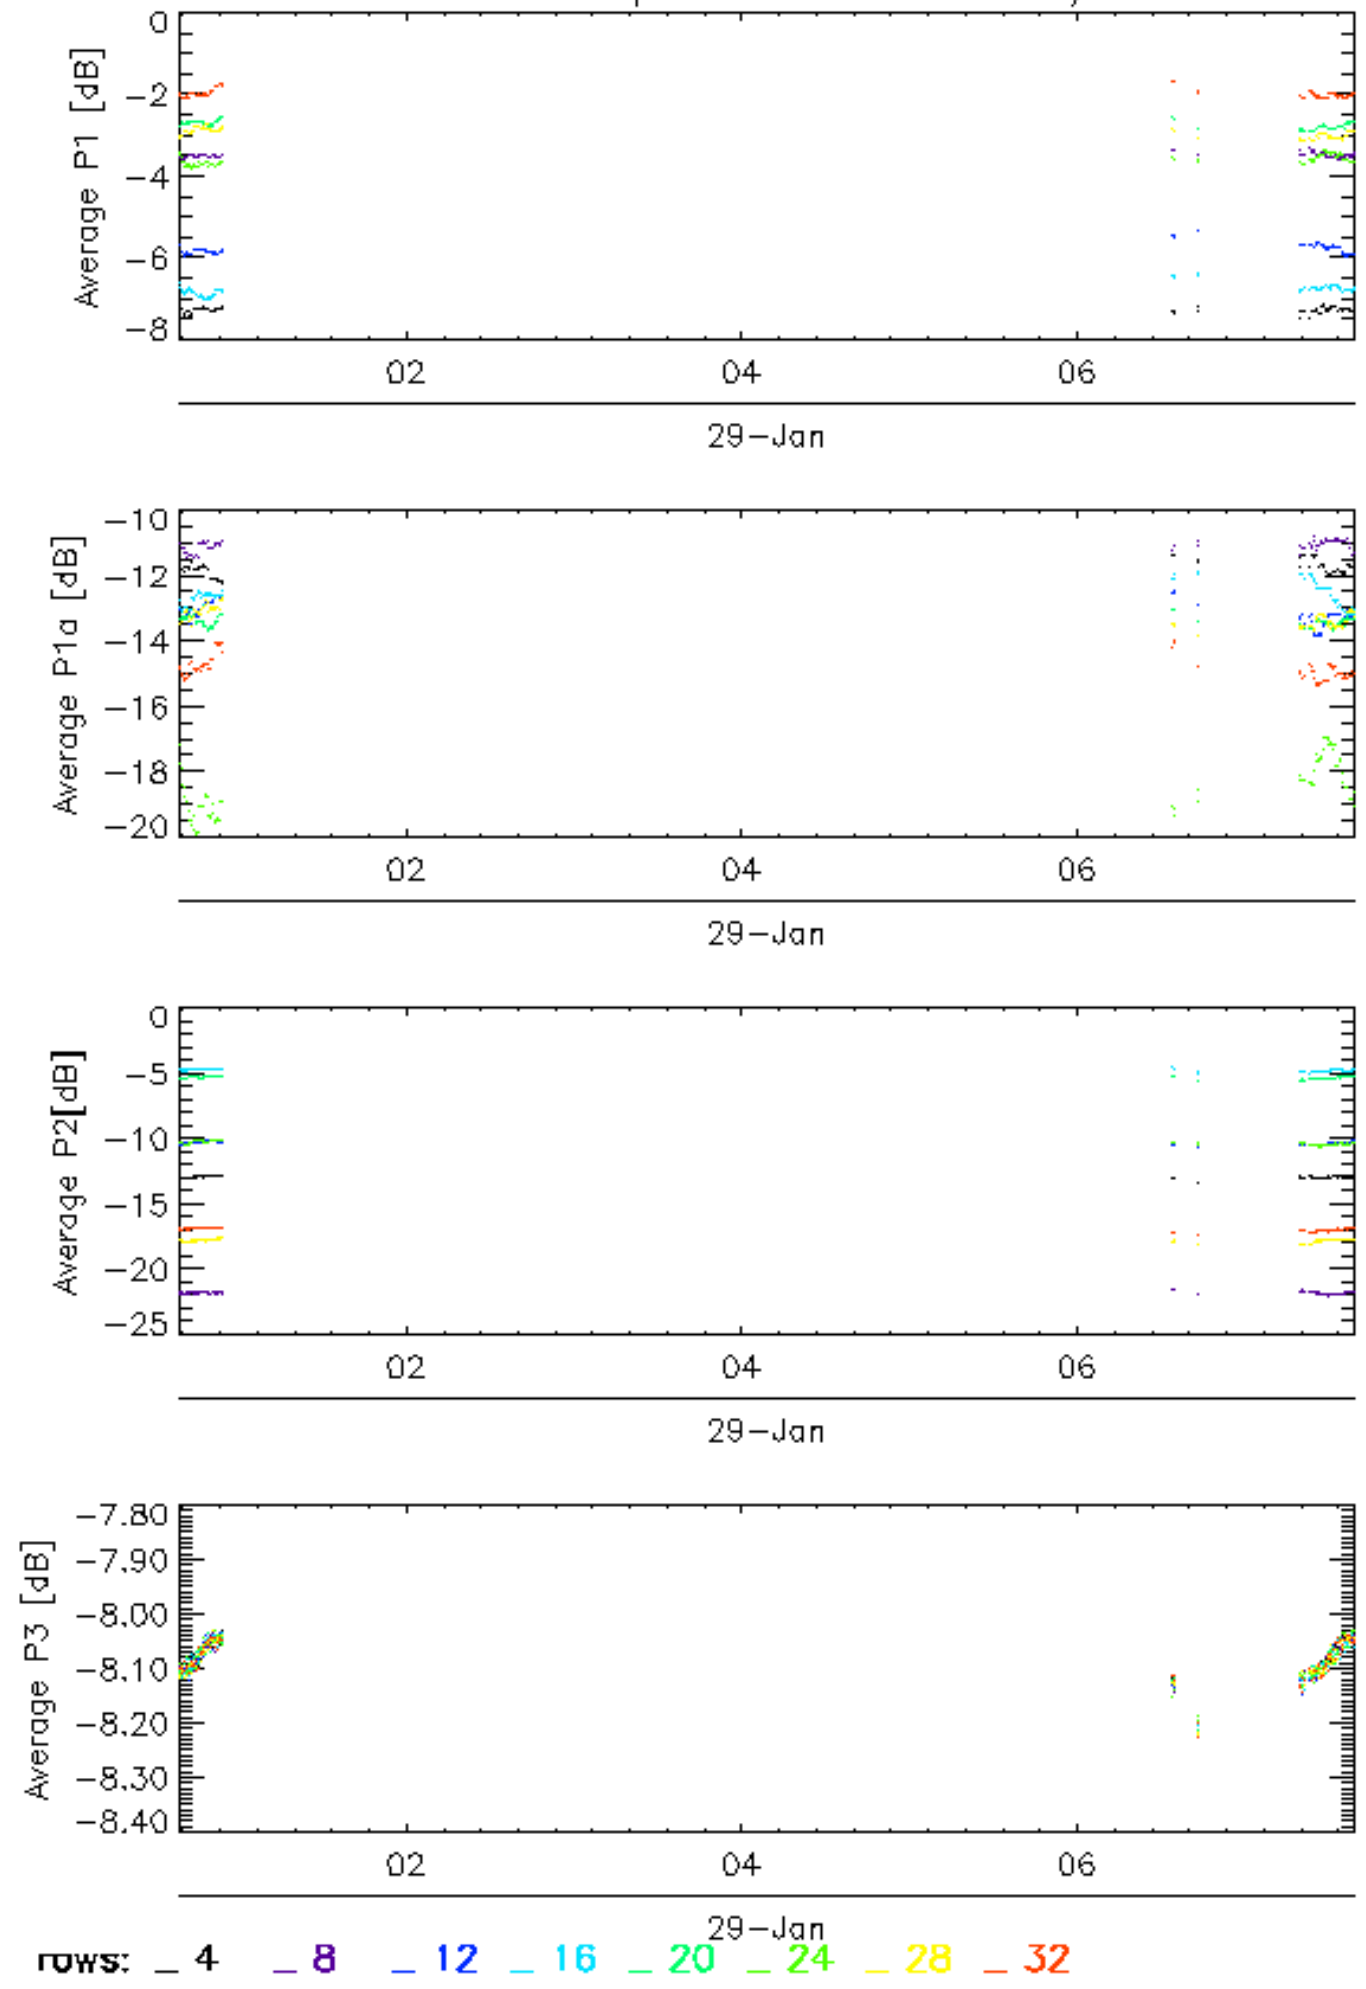 Average P1 [dB]
0
−2
−4
−6
−8
02 04 06
29−Jan
Average P1a [dB]
−10
−12
−14
−16
−18
−20
02 04 06
29−Jan
Average P2[dB]
0
−5
−10
−15
−20
−25
02 04 06
29−Jan
Average P3 [dB]
−7.80
−7.90
−8.00
−8.10
−8.20
−8.30
−8.40
02 04 06
29−Jan
rows: _ 4 _ 8 _ 12 _ 16 _ 20 _ 24 _ 28 _ 32